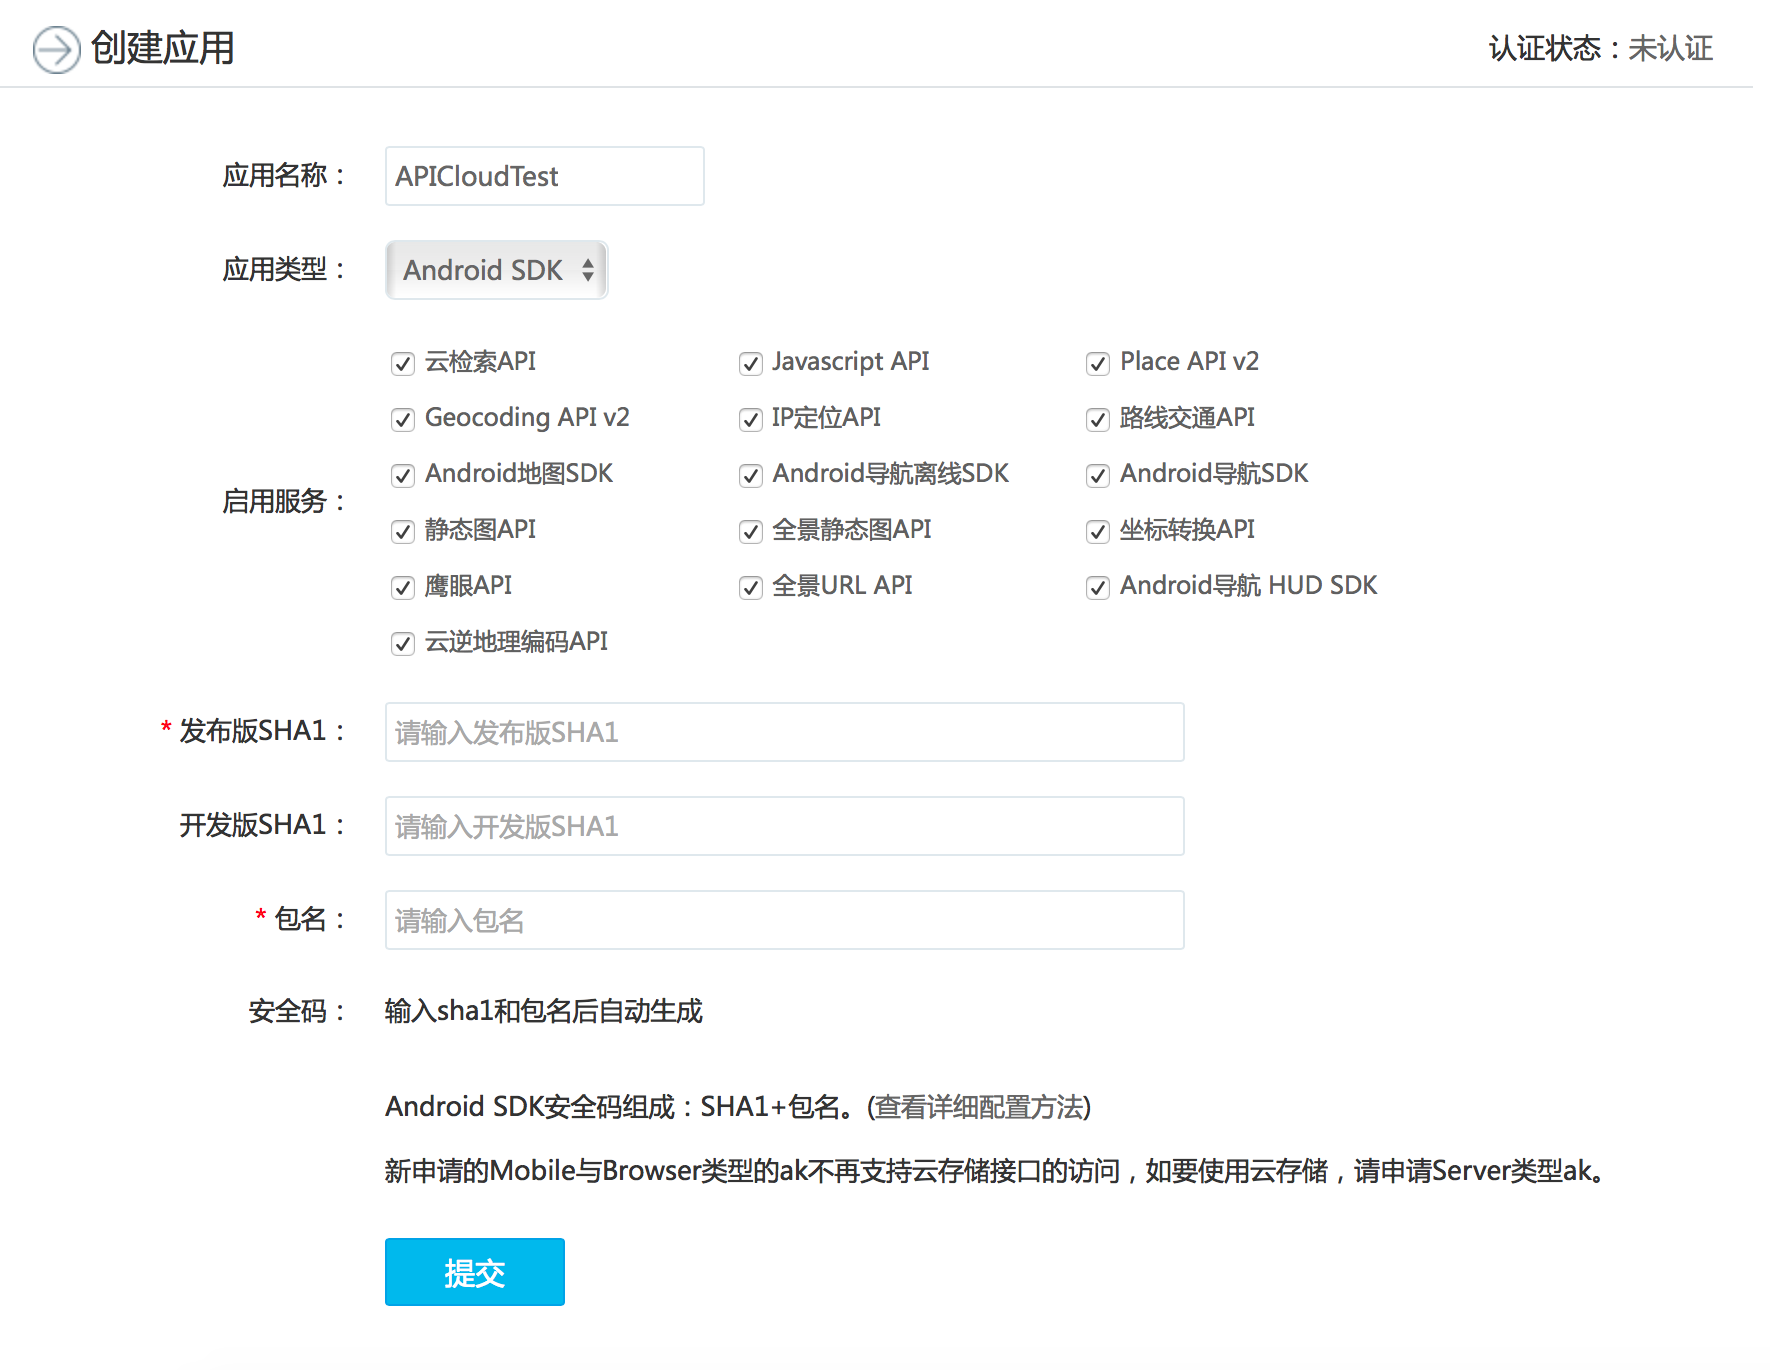 创建应用
认证状态：未认证
应用名称： APICloudTest
应用类型： Android SDK
云检索API Javascript API Place API v2
Geocoding API v2 IP定位API 路线交通API
Android地图SDK Android导航离线SDK Android导航SDK
启用服务：
静态图API 全景静态图API 坐标转换API
鹰眼API 全景URL API Android导航 HUD SDK
云逆地理编码API
* 发布版SHA1： 请输入发布版SHA1
开发版SHA1： 请输入开发版SHA1
* 包名： 请输入包名
安全码： 输入sha1和包名后自动生成
Android SDK安全码组成：SHA1+包名。(查看详细配置方法)
新申请的Mobile与Browser类型的ak不再支持云存储接口的访问，如要使用云存储，请申请Server类型ak。
提交